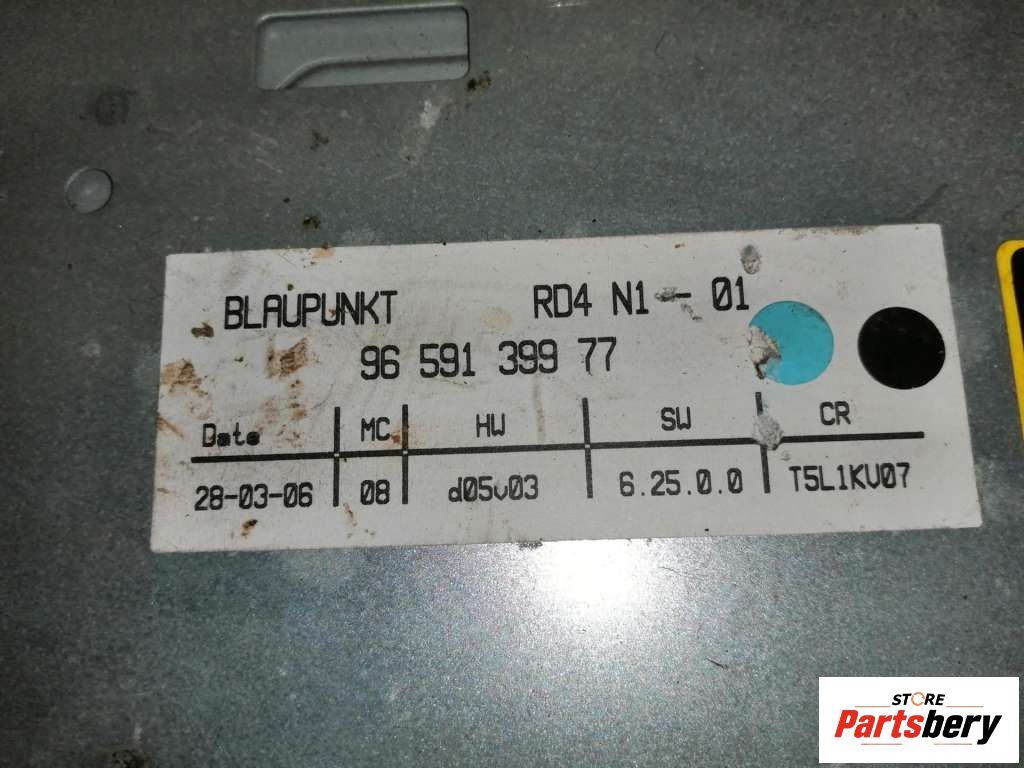 BLAUPUNKT RD4 N1 - 01
96 591 399 77
Date MC HW SW CR
28-03-06 08 d05v03 6.25.0.0 T5L1KV07
STORE
Partsbery